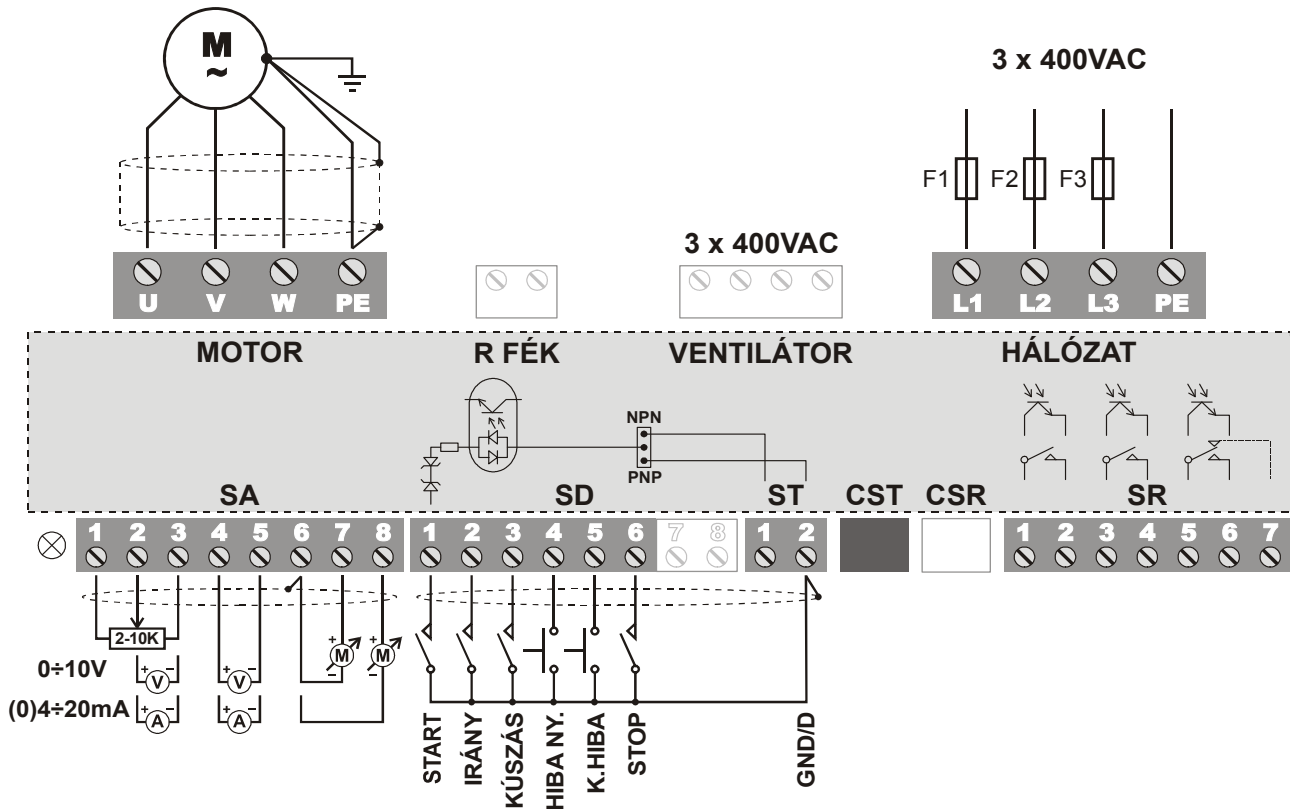 M
~
3 x 400VAC
F1 F2 F3
3 x 400VAC
U V W PE
L1 L2 L3 PE
MOTOR R FÉK VENTILÁTOR HÁLÓZAT
NPN
PNP
SA SD ST CST CSR SR
1 2 3 4 5 6 7 8 1 2 3 4 5 6 7 8 1 2 1 2 3 4 5 6 7
2-10K
+ M - + M -
0÷10V + V - + V -
(0)4÷20mA + A - + A -
START
IRÁNY
KÚSZÁS
HIBA NY.
K.HIBA
STOP
GND/D